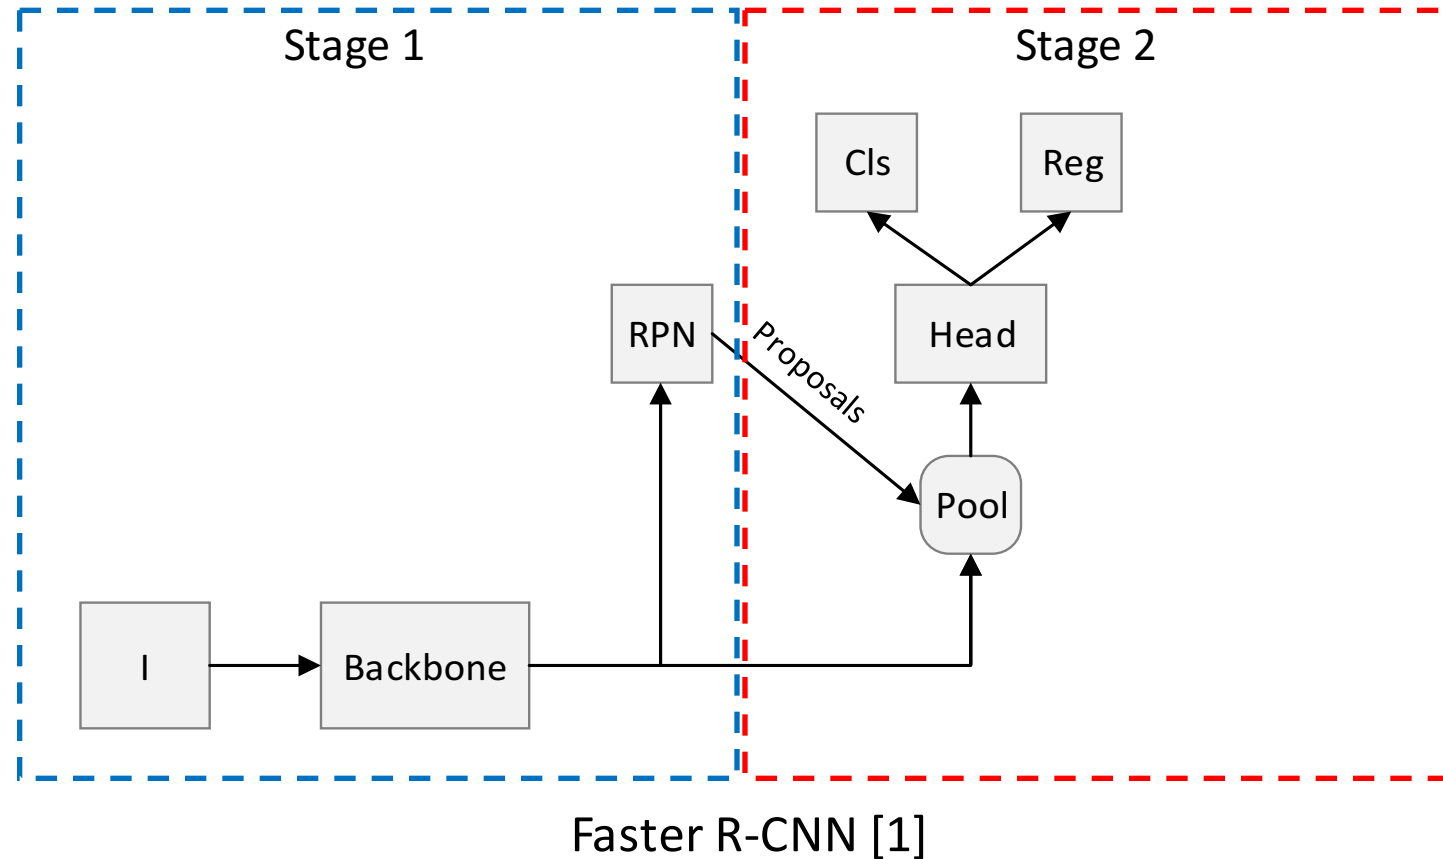 Stage 1
Stage 2
Cls
Reg
RPN
Proposals
Head
Pool
I
Backbone
Faster R-CNN [1]